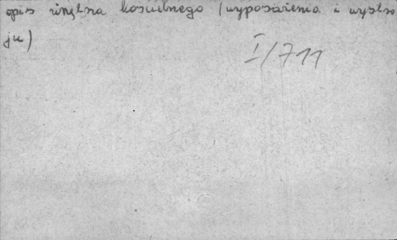 opis wnętrza kościelnego (wyposażenia i wystro
ju)
I/711